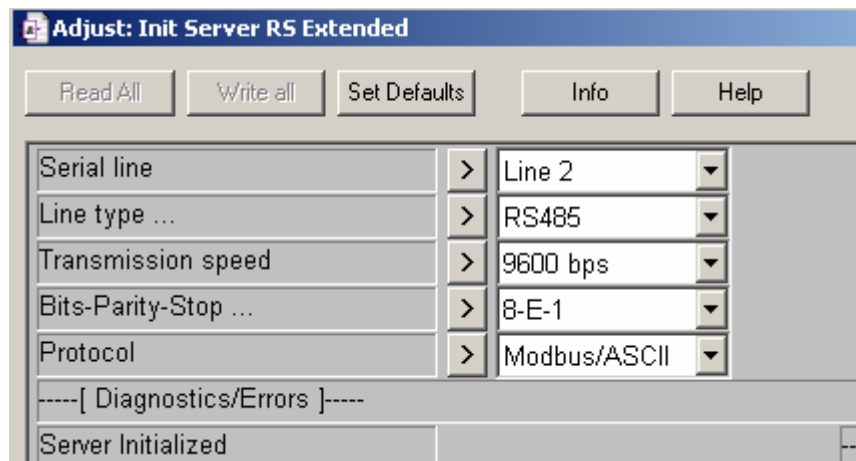 Adjust: Init Server RS Extended
Read All Write all Set Defaults Info Help
Serial line > Line 2
Line type ... > RS485
Transmission speed > 9600 bps
Bits-Parity-Stop ... > 8-E-1
Protocol > Modbus/ASCII
-----[ Diagnostics/Errors ]-----
Server Initialized --